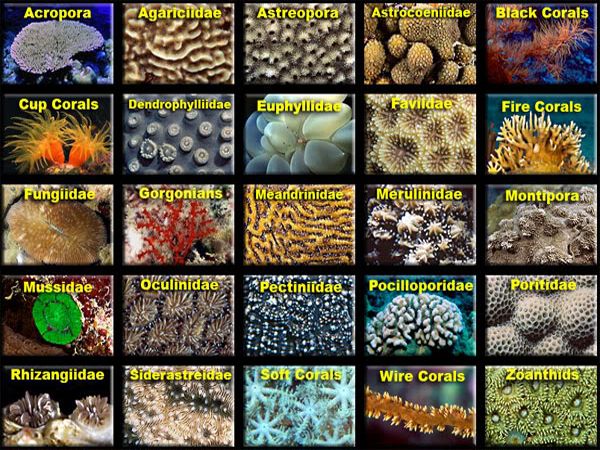 Acropora
Agariciidae
Astreopora
Astrocoeniidae
Black Corals
Cup Corals
Dendrophylliidae
Euphyllidae
Faviidae
Fire Corals
Fungiidae
Gorgonians
Meandrinidae
Merulinidae
Montipora
Mussidae
Oculinidae
Pectiniidae
Pocilloporidae
Poritidae
Rhizangiidae
Siderastreidae
Soft Corals
Wire Corals
Zoanthids